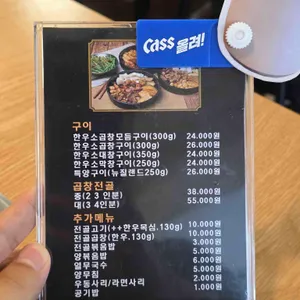 Cass 올려!
구이
한우소곱창모듬구이(300g) 24.000원
한우소곱창구이(300g) 26.000원
한우소대창구이(350g) 24.000원
한우소막창구이(250g) 24.000원
특양구이(뉴질랜드250g) 26.000원
곱창전골
중(2 3 인분) 38.000원
대(3 4인분) 55.000원
추가메뉴
전골고기(++한우목심.130g) 10,000원
전골곱창(한우.130g) 10,000원
전골볶음밥 3,000원
양볶음밥 5,000원
열무국수 6,000원
양무침 5,000원
우동사리/라면사리 2,000원
공기밥 1,000원